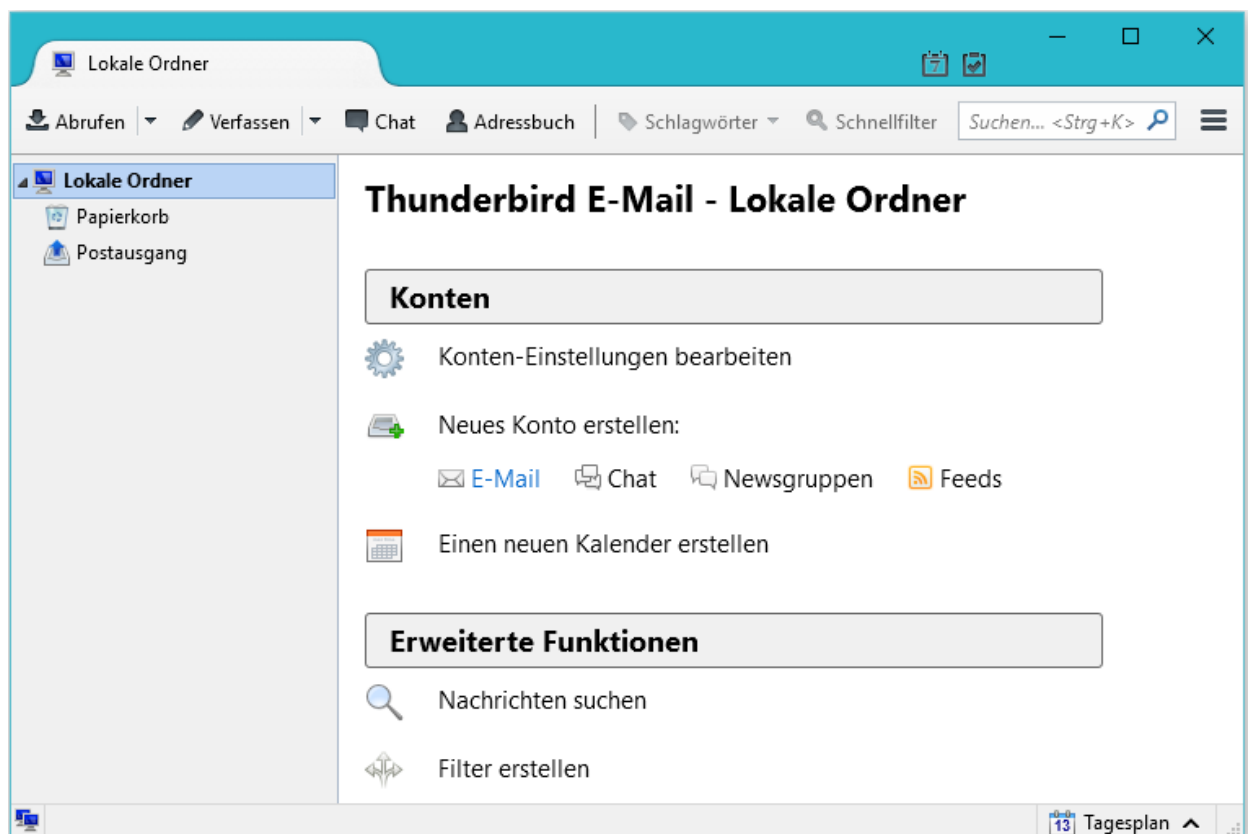 Lokale Ordner
7
Abrufen Verfassen Chat Adressbuch Schlagwörter Schnellfilter Suchen... <Strg+K>
Lokale Ordner
Papierkorb
Postausgang
Thunderbird E-Mail - Lokale Ordner
Konten
Konten-Einstellungen bearbeiten
Neues Konto erstellen:
E-Mail Chat Newsgruppen Feeds
Einen neuen Kalender erstellen
Erweiterte Funktionen
Nachrichten suchen
Filter erstellen
13 Tagesplan